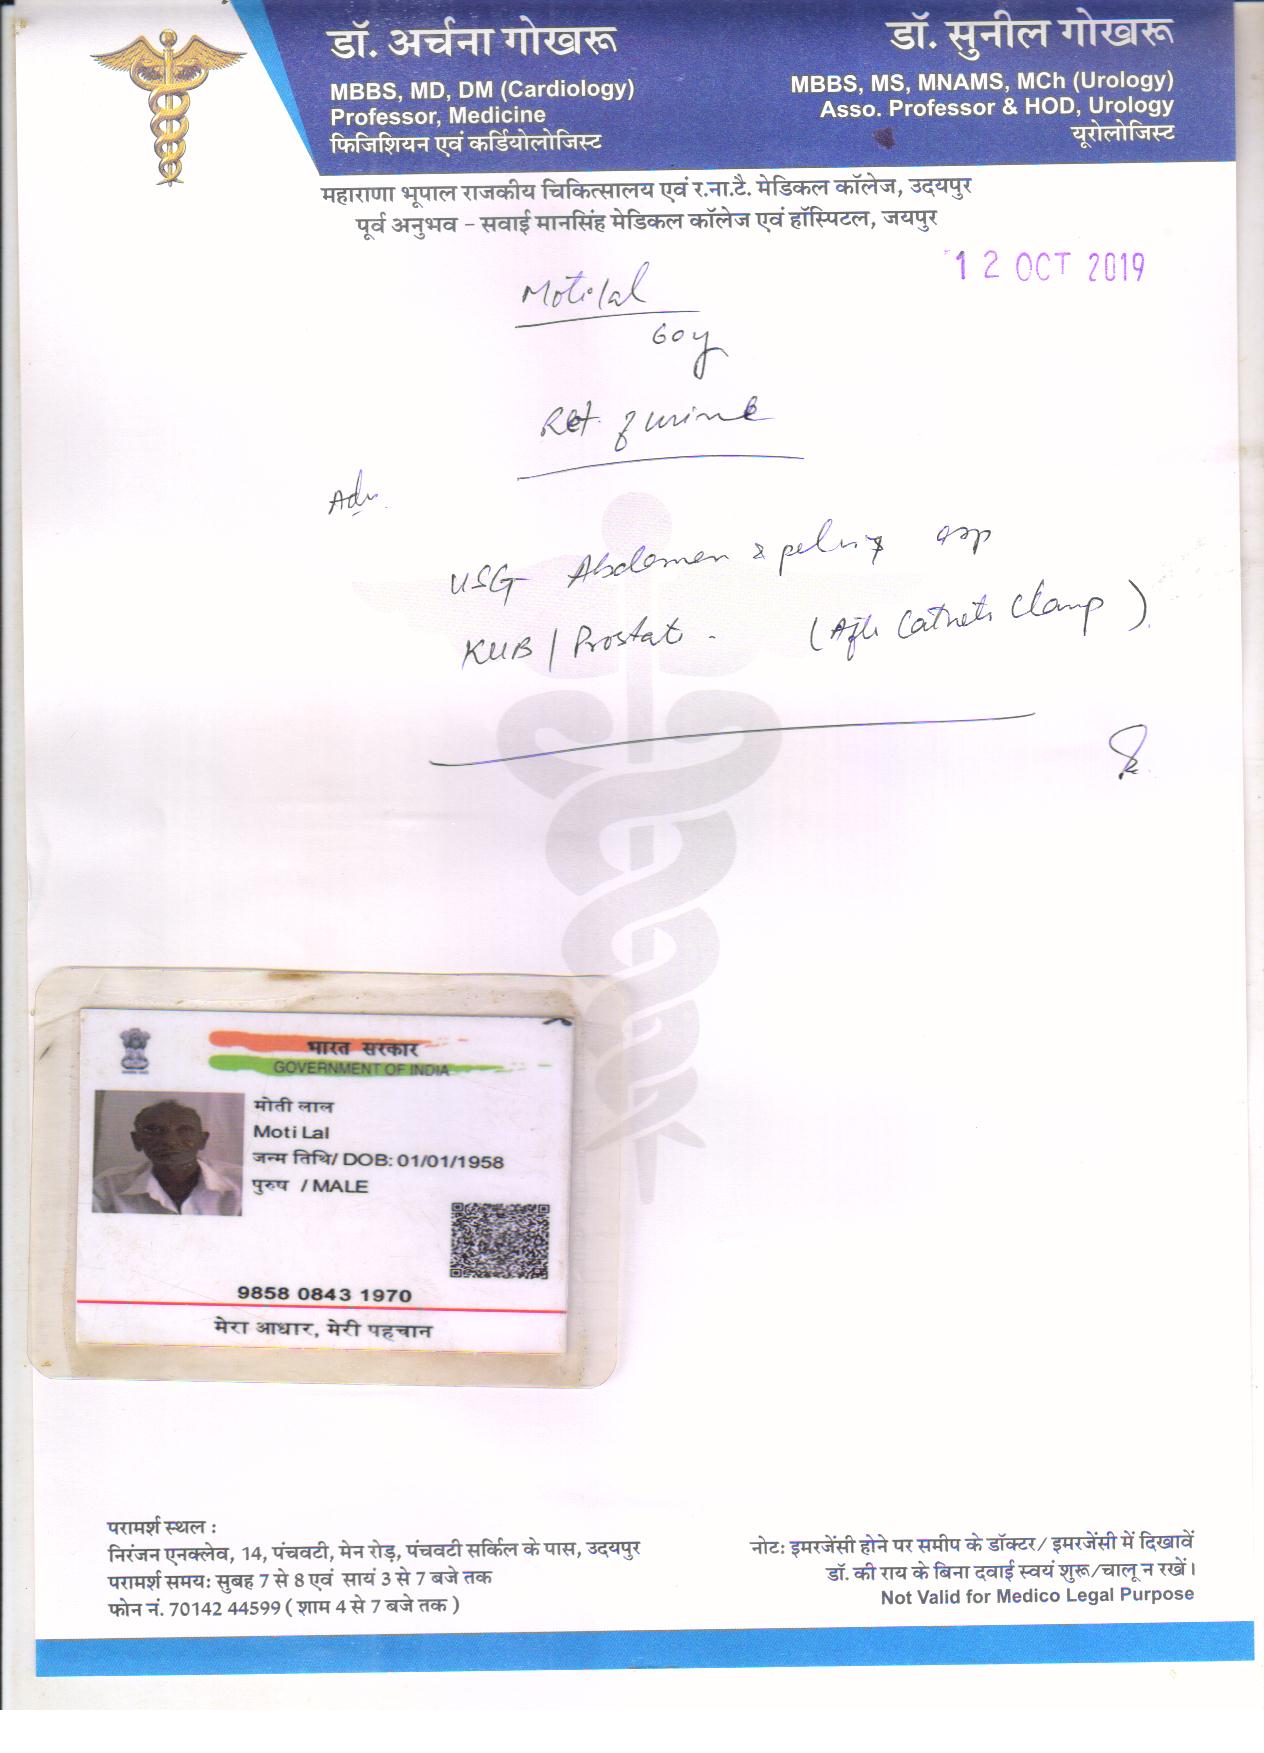 डॉ. अर्चना गोखरू
MBBS, MD, DM (Cardiology)
Professor, Medicine
फिजिशियन एवं कर्डियोलोजिस्ट
डॉ. सुनील गोखरू
MBBS, MS, MNAMS, MCh (Urology)
Asso. Professor & HOD, Urology
यूरोलोजिस्ट
महाराणा भूपाल राजकीय चिकित्सालय एवं र.ना.टै. मेडिकल कॉलेज, उदयपुर
पूर्व अनुभव - सवाई मानसिंह मेडिकल कॉलेज एवं हॉस्पिटल, जयपुर
12 OCT 2019
Motilal
60y
Ret. of urine
Adv.
USG Abdomen & pelvis
KUB / Prostate. (After Catheter Clamp)
भारत सरकार
GOVERNMENT OF INDIA
मोती लाल
Moti Lal
जन्म तिथि/ DOB: 01/01/1958
पुरुष / MALE
9858 0843 1970
मेरा आधार, मेरी पहचान
परामर्श स्थल :
निरंजन एनक्लेव, 14, पंचवटी, मेन रोड़, पंचवटी सर्किल के पास, उदयपुर
परामर्श समय: सुबह 7 से 8 एवं सायं 3 से 7 बजे तक
फोन नं. 70142 44599 ( शाम 4 से 7 बजे तक )
नोट: इमरजेंसी होने पर समीप के डॉक्टर/ इमरजेंसी में दिखावें
डॉ. की राय के बिना दवाई स्वयं शुरू/चालू न रखें।
Not Valid for Medico Legal Purpose